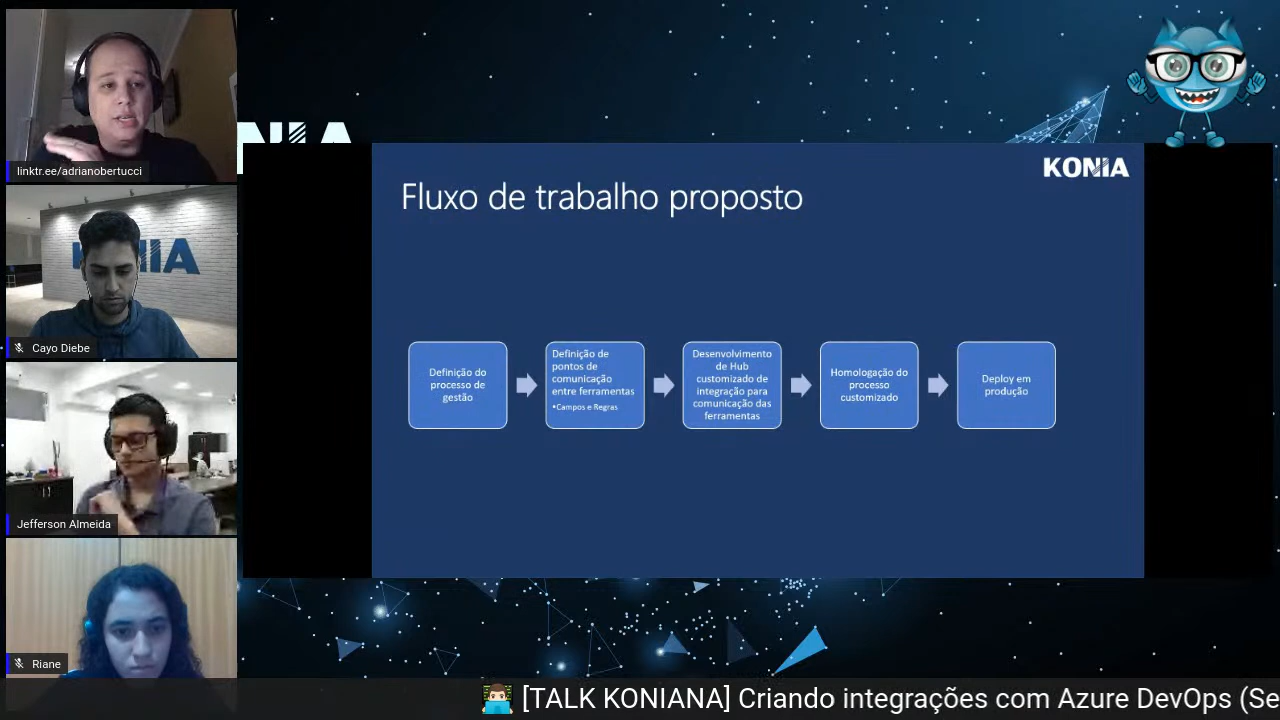 linktr.ee/adrianobertucci
KONIA
Cayo Diebe
Jefferson Almeida
Riane
KONIA
Fluxo de trabalho proposto
Definição do
processo de
gestão
Definição de
pontos de
comunicação
entre ferramentas
•Campos e Regras
Desenvolvimento
de Hub
customizado de
integração para
comunicação das
ferramentas
Homologação do
processo
customizado
Deploy em
produção
[TALK KONIANA] Criando integrações com Azure DevOps (Se